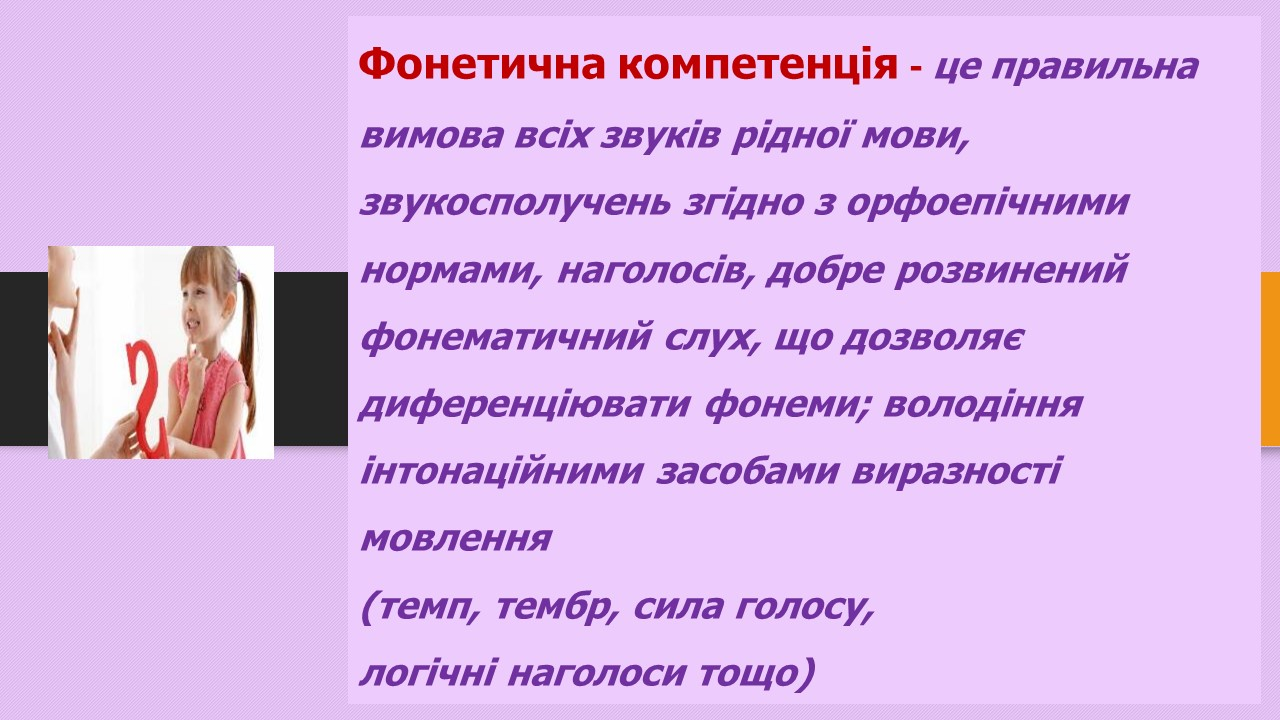 Фонетична компетенція - це правильна
вимова всіх звуків рідної мови,
звукосполучень згідно з орфоепічними
нормами, наголосів, добре розвинений
фонематичний слух, що дозволяє
диференціювати фонеми; володіння
інтонаційними засобами виразності
мовлення
(темп, тембр, сила голосу,
логічні наголоси тощо)